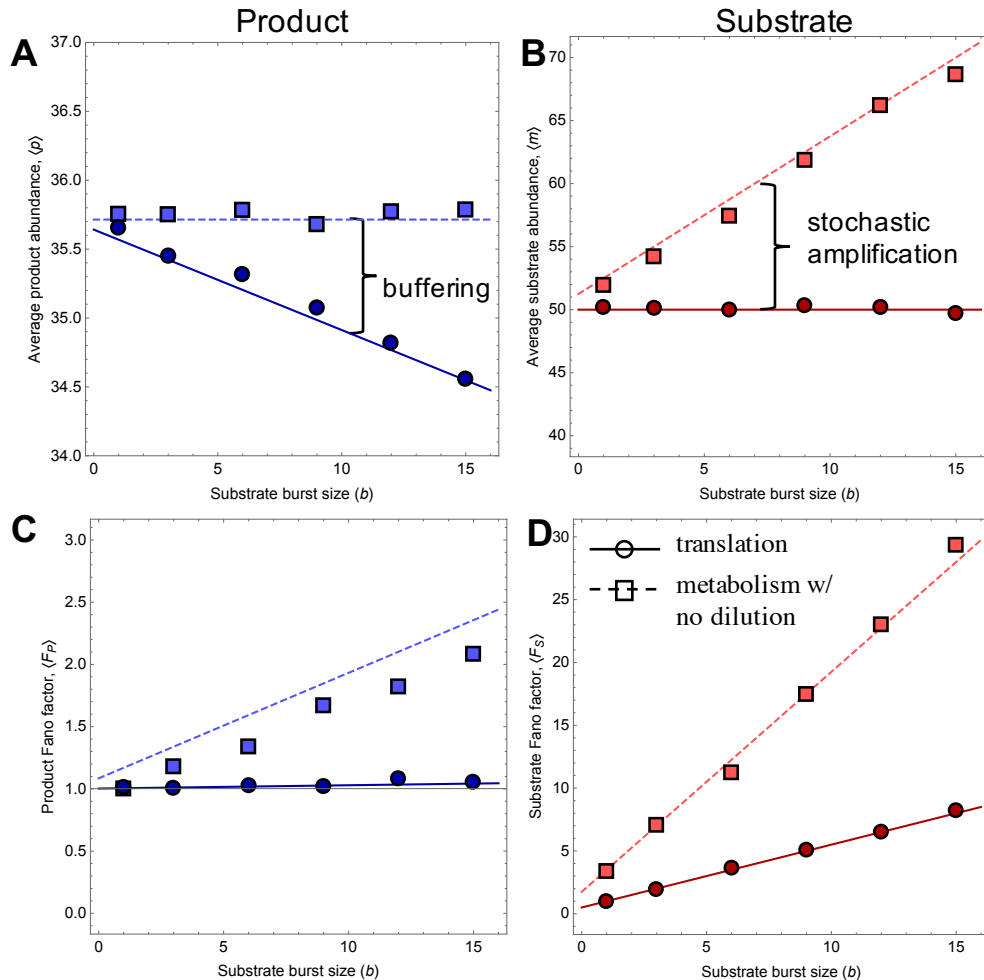 Product
Substrate
A
37.0
36.5
36.0
35.5
35.0
34.5
34.0
Average product abundance, ⟨p⟩
buffering
0
5
10
15
Substrate burst size (b)
B
70
65
60
55
50
45
40
Average substrate abundance, ⟨m⟩
stochastic
amplification
0
5
10
15
Substrate burst size (b)
C
3.0
2.5
2.0
1.5
1.0
0.5
0.0
Product Fano factor, ⟨F_P⟩
0
5
10
15
Substrate burst size (b)
D
30
25
20
15
10
5
0
Substrate Fano factor, ⟨F_S⟩
translation
metabolism w/
no dilution
0
5
10
15
Substrate burst size (b)